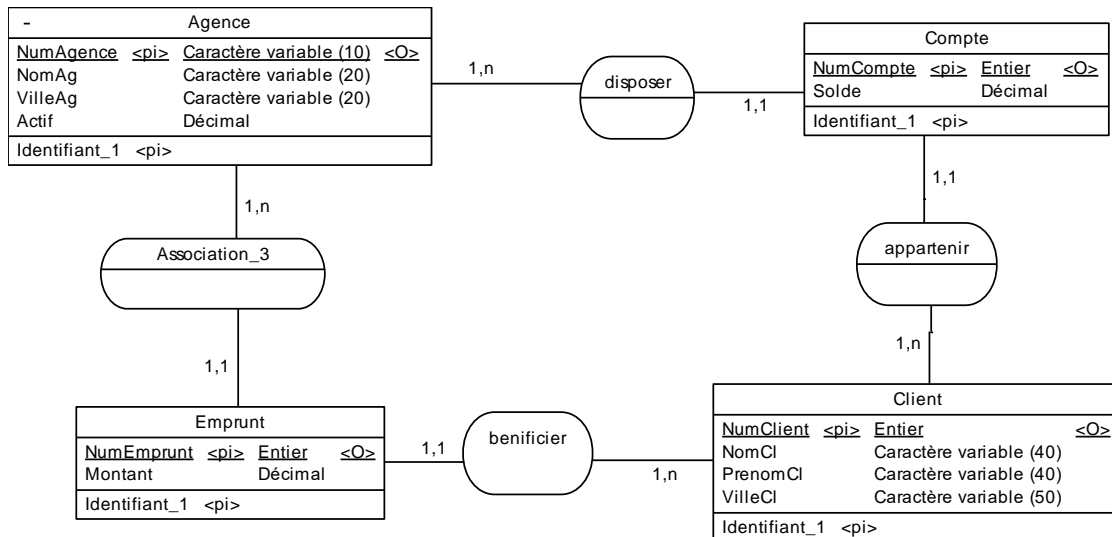 - Agence
NumAgence <pi> Caractère variable (10) <O>
NomAg Caractère variable (20)
VilleAg Caractère variable (20)
Actif Décimal
Identifiant_1 <pi>
1,n
disposer
1,1
Compte
NumCompte <pi> Entier <O>
Solde Décimal
Identifiant_1 <pi>
1,n
Association_3
1,1
1,1
appartenir
1,n
Emprunt
NumEmprunt <pi> Entier <O>
Montant Décimal
Identifiant_1 <pi>
1,1
benificier
1,n
Client
NumClient <pi> Entier <O>
NomCl Caractère variable (40)
PrenomCl Caractère variable (40)
VilleCl Caractère variable (50)
Identifiant_1 <pi>